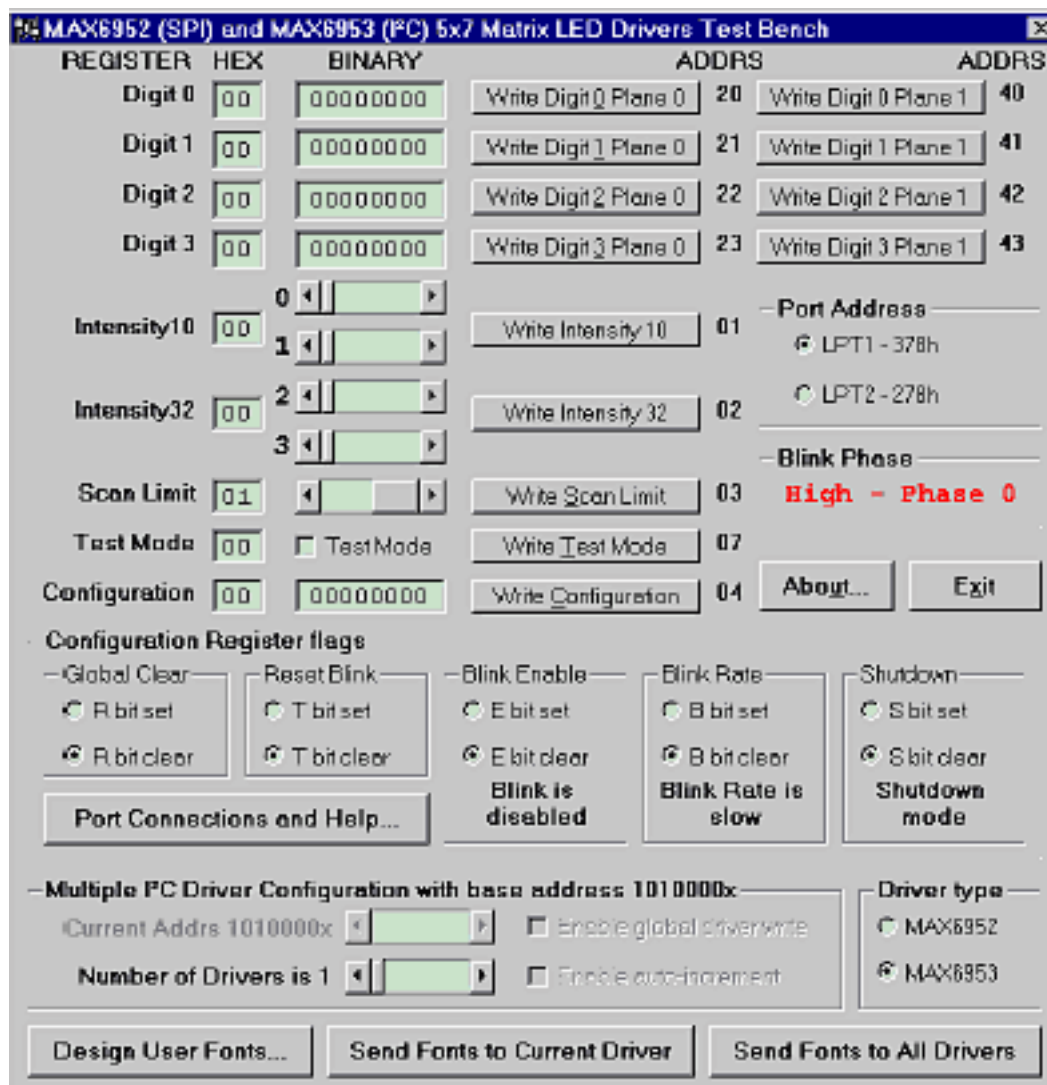 MAX6952 (SPI) and MAX6953 (I²C) 5x7 Matrix LED Drivers Test Bench
REGISTER HEX BINARY ADDRS ADDRS
Digit 0 00 00000000 Write Digit 0 Plane 0 20 Write Digit 0 Plane 1 40
Digit 1 00 00000000 Write Digit 1 Plane 0 21 Write Digit 1 Plane 1 41
Digit 2 00 00000000 Write Digit 2 Plane 0 22 Write Digit 2 Plane 1 42
Digit 3 00 00000000 Write Digit 3 Plane 0 23 Write Digit 3 Plane 1 43
0
Intensity10 00 Write Intensity 10 01
1
Port Address
LPT1 - 378h
LPT2 - 278h
2
Intensity32 00 Write Intensity 32 02
3
Blink Phase
High - Phase 0
Scan Limit 01 Write Scan Limit 03
Test Mode 00 Test Mode Write Test Mode 07
Configuration 00 00000000 Write Configuration 04 About... Exit
Configuration Register flags
Global Clear Reset Blink Blink Enable Blink Rate Shutdown
R bit set T bit set E bit set B bit set S bit set
R bit clear T bit clear E bit clear B bit clear S bit clear
Blink is disabled
Blink Rate is slow
Shutdown mode
Port Connections and Help...
Multiple I²C Driver Configuration with base address 1010000x Driver type
Current Addrs 1010000x Enable global driver write MAX6952
Number of Drivers is 1 Enable auto-increment MAX6953
Design User Fonts... Send Fonts to Current Driver Send Fonts to All Drivers